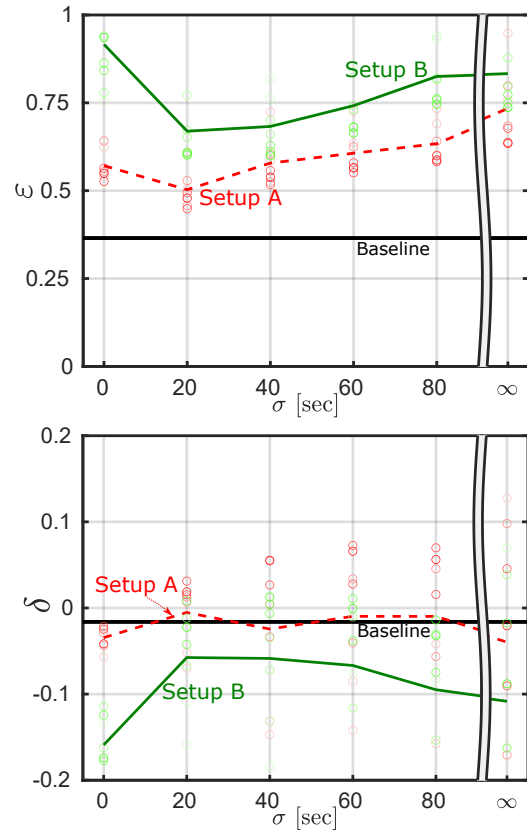 1
Setup B
0.75
ε
0.5
Setup A
Baseline
0.25
0
0 20 40 60 80 ∞
σ [sec]
0.2
0.1
Setup A
δ
0
Baseline
Setup B
-0.1
-0.2
0 20 40 60 80 ∞
σ [sec]